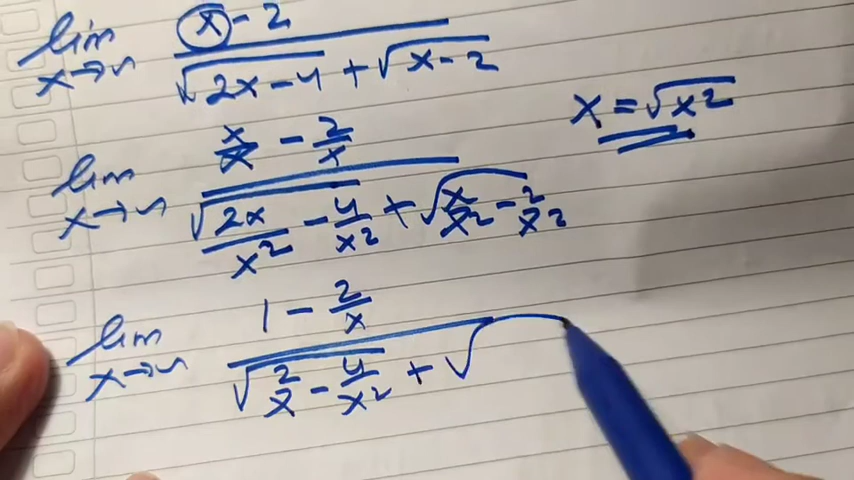 lim x→∞ (x - 2) / (√(2x - 4) + √(x - 2))
x = √x²
lim x→∞ (x/x - 2/x) / (√(2x/x² - 4/x²) + √(x/x² - 2/x²))
lim x→∞ (1 - 2/x) / (√(2/x - 4/x²) + √